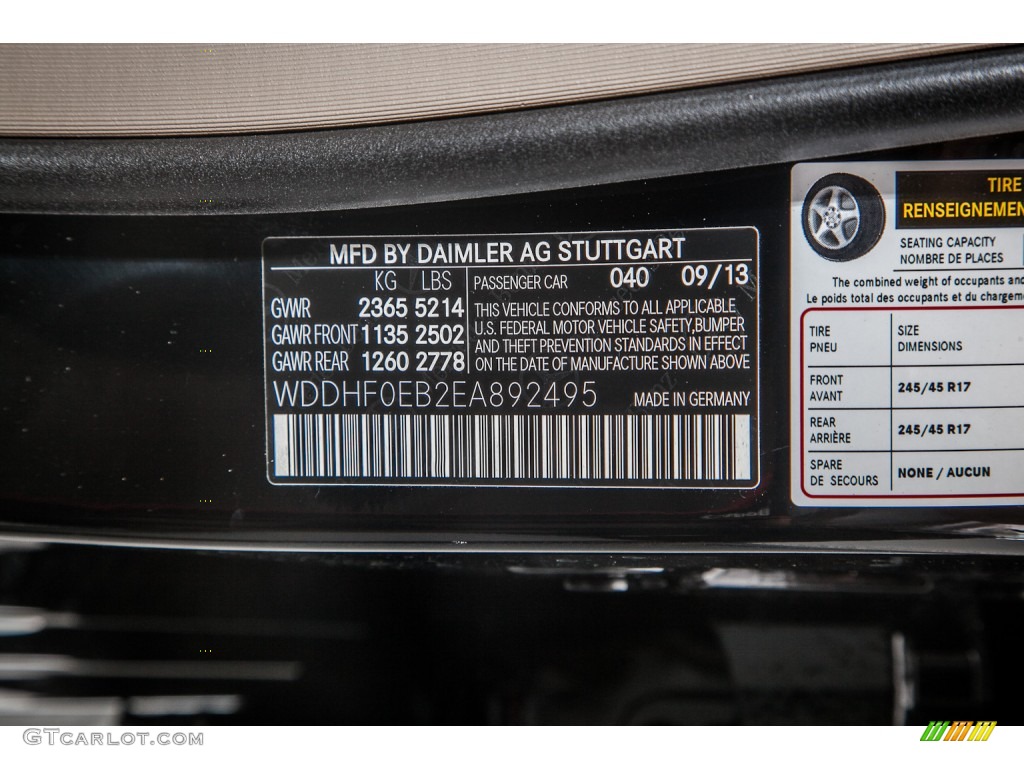 MFD BY DAIMLER AG STUTTGART
KG LBS
GVWR 2365 5214
GAWR FRONT 1135 2502
GAWR REAR 1260 2778
PASSENGER CAR 040 09/13
THIS VEHICLE CONFORMS TO ALL APPLICABLE
U.S. FEDERAL MOTOR VEHICLE SAFETY,BUMPER
AND THEFT PREVENTION STANDARDS IN EFFECT
ON THE DATE OF MANUFACTURE SHOWN ABOVE
WDDHF0EB2EA892495 MADE IN GERMANY
TIRE
RENSEIGNEMEN
SEATING CAPACITY
NOMBRE DE PLACES
The combined weight of occupants and
Le poids total des occupants et du chargem
TIRE SIZE
PNEU DIMENSIONS
FRONT
AVANT 245/45 R17
REAR
ARRIÈRE 245/45 R17
SPARE
DE SECOURS NONE / AUCUN
GTCARLOT.COM